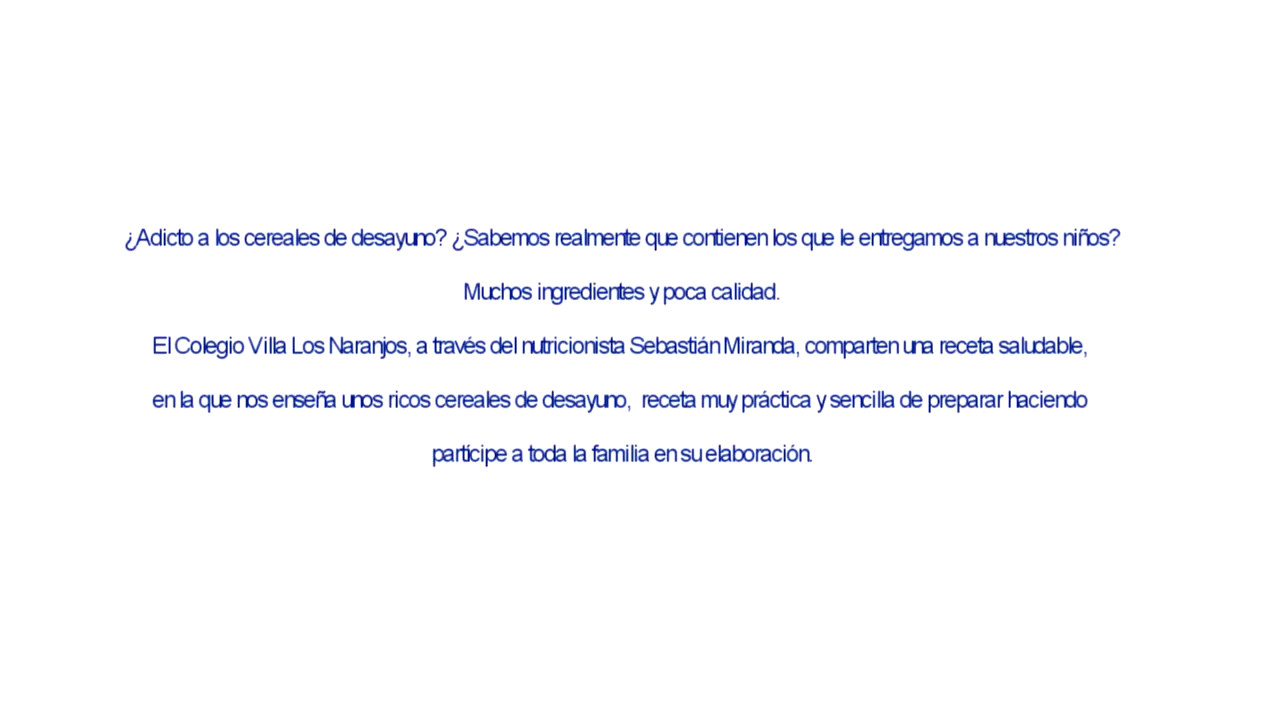 ¿Adicto a los cereales de desayuno? ¿Sabemos realmente que contienen los que le entregamos a nuestros niños?
Muchos ingredientes y poca calidad.
El Colegio Villa Los Naranjos, a través del nutricionista Sebastián Miranda, comparten una receta saludable,
en la que nos enseña unos ricos cereales de desayuno, receta muy práctica y sencilla de preparar haciendo
partícipe a toda la familia en su elaboración.